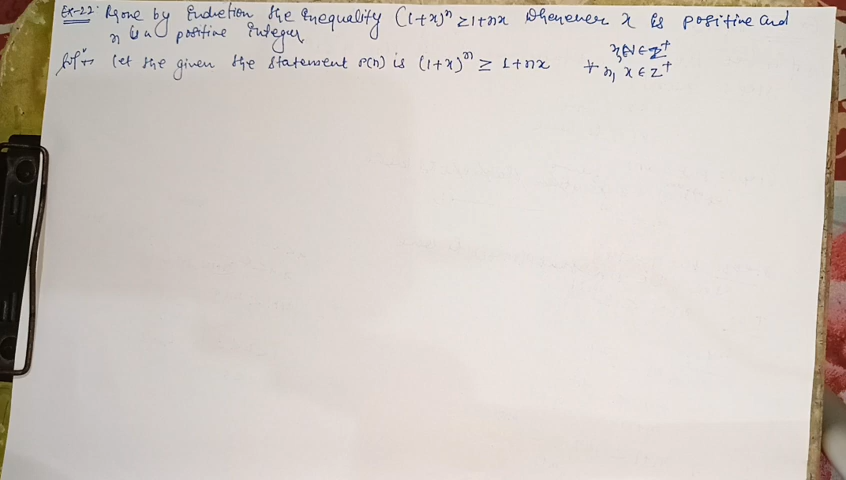 Ex-22: Prove by Induction the Inequality (1+x)ⁿ ≥ 1+nx Whenever x is positive and
n is a positive Integer
Solⁿ:- Let the given the statement P(n) is (1+x)ⁿ ≥ 1+nx ∀ n, x ∈ Z⁺